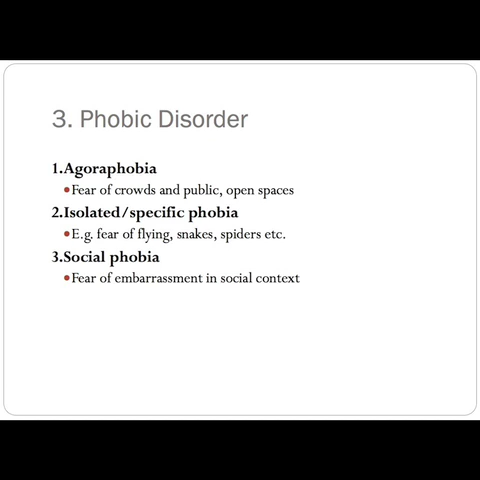 3. Phobic Disorder
1.Agoraphobia
•Fear of crowds and public, open spaces
2.Isolated/specific phobia
•E.g. fear of flying, snakes, spiders etc.
3.Social phobia
•Fear of embarrassment in social context